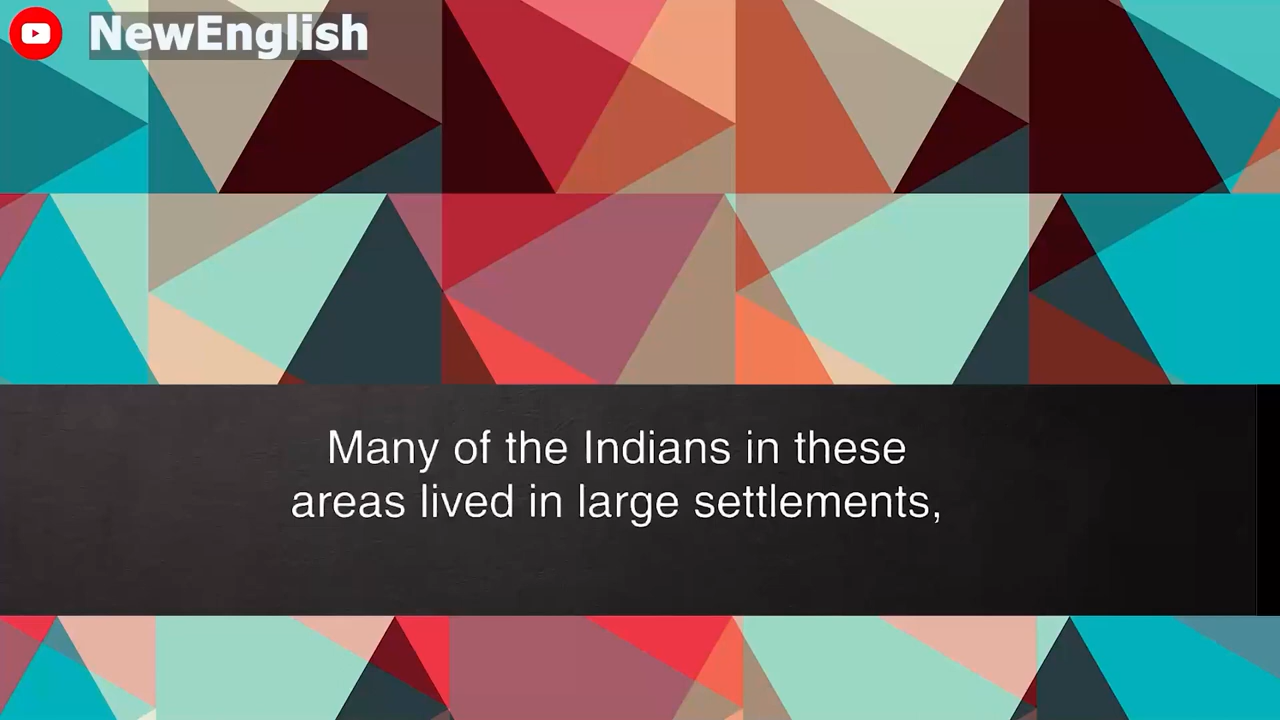 NewEnglish
Many of the Indians in these
areas lived in large settlements,